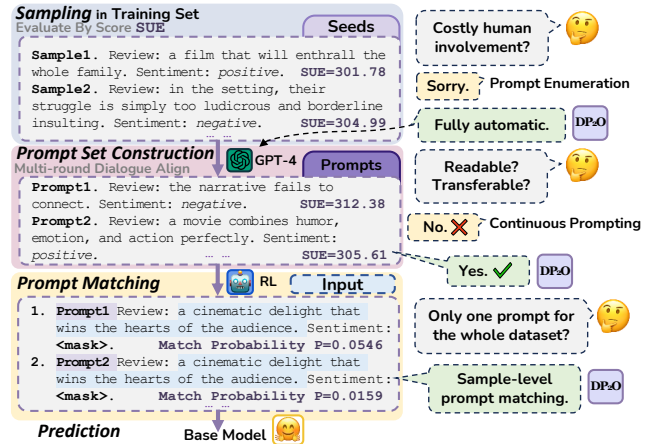 Sampling in Training Set
Evaluate By Score SUE
Seeds
Sample1. Review: a film that will enthrall the
whole family. Sentiment: positive. SUE=301.78
Sample2. Review: in the setting, their
struggle is simply too ludicrous and borderline
insulting. Sentiment: negative. SUE=304.99
... ...
Prompt Set Construction
GPT-4
Multi-round Dialogue Align
Prompts
Prompt1. Review: the narrative fails to
connect. Sentiment: negative. SUE=312.38
Prompt2. Review: a movie combines humor,
emotion, and action perfectly. Sentiment:
positive. SUE=305.61
... ...
Prompt Matching
RL
Input
1. Prompt1 Review: a cinematic delight that
wins the hearts of the audience. Sentiment:
<mask>. Match Probability P=0.0546
2. Prompt2 Review: a cinematic delight that
wins the hearts of the audience. Sentiment:
<mask>. Match Probability P=0.0159
... ...
Prediction
Base Model
Costly human
involvement?
Sorry. Prompt Enumeration
Fully automatic. DP2O
Readable?
Transferable?
No. Continuous Prompting
Yes. DP2O
Only one prompt for
the whole dataset?
Sample-level
prompt matching. DP2O